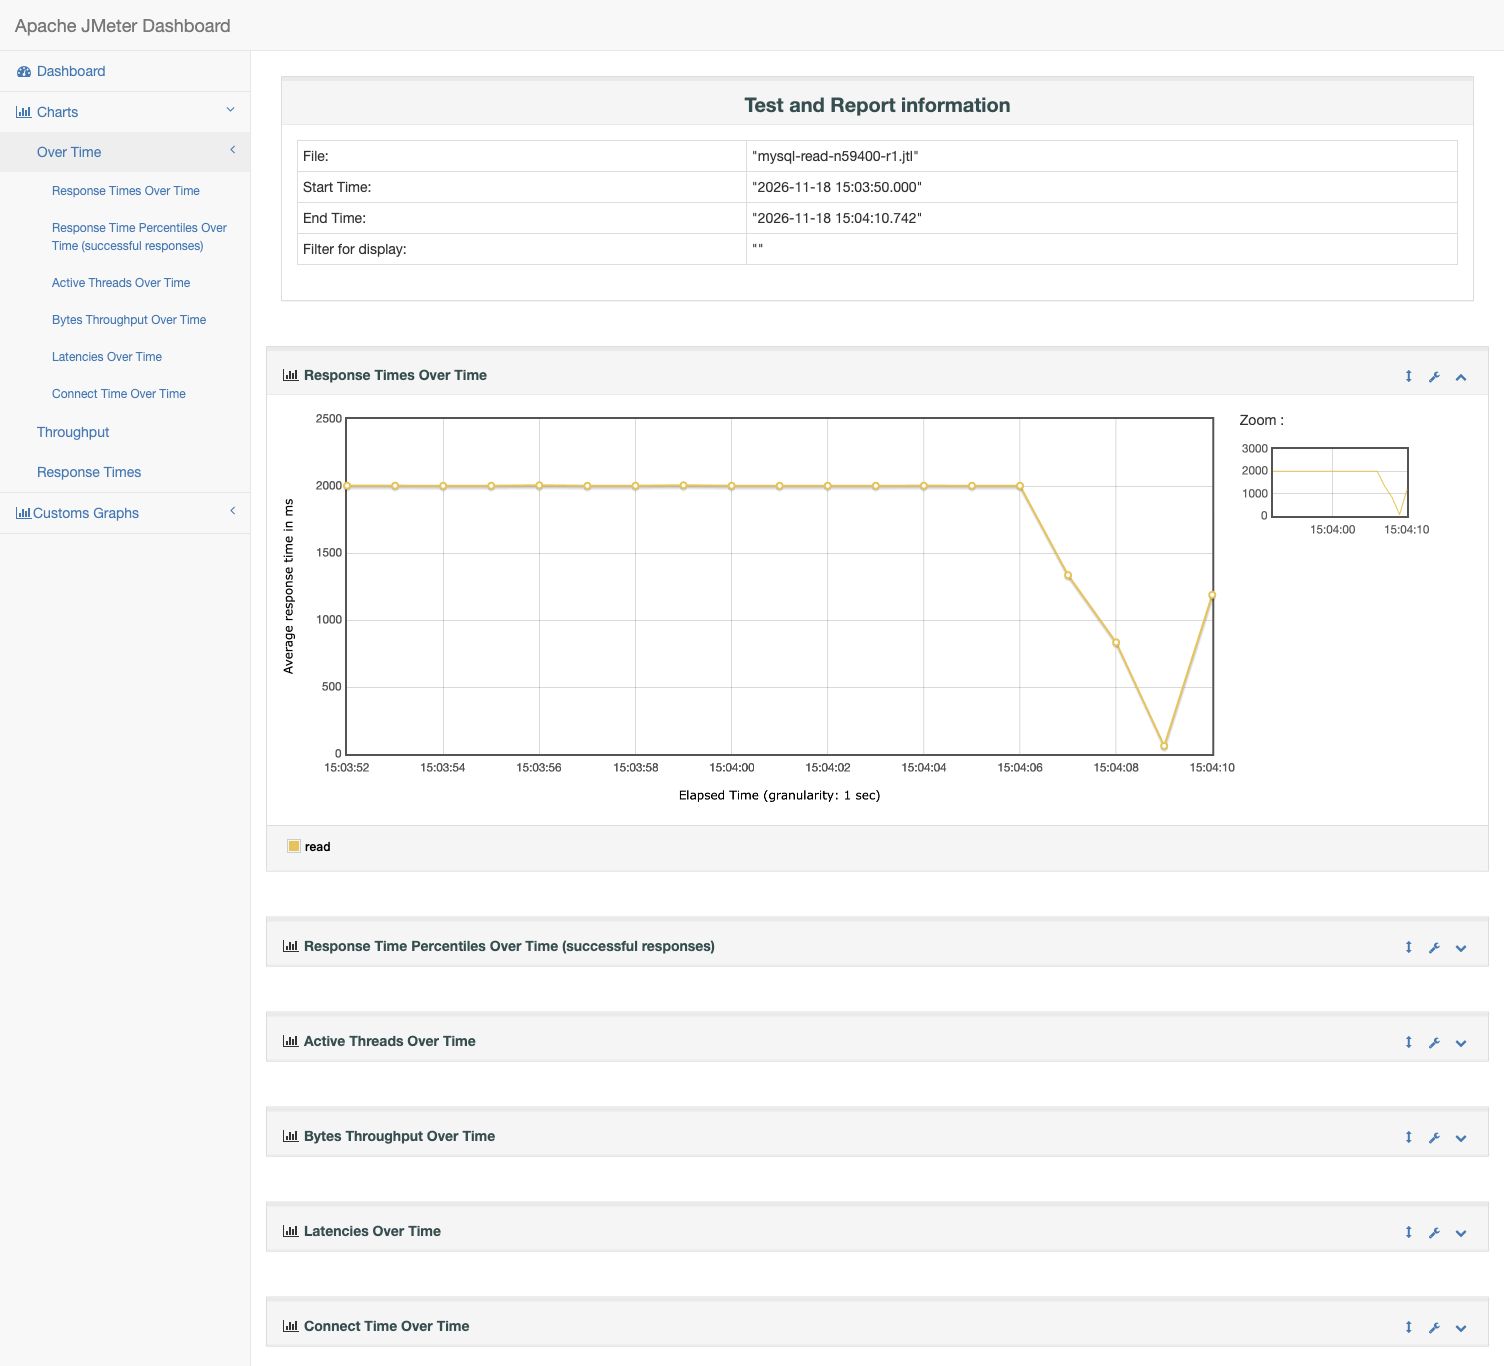 Apache JMeter Dashboard
Dashboard
Charts
Over Time
Response Times Over Time
Response Time Percentiles Over
Time (successful responses)
Active Threads Over Time
Bytes Throughput Over Time
Latencies Over Time
Connect Time Over Time
Throughput
Response Times
Customs Graphs
Test and Report information
File: "mysql-read-n59400-r1.jtl"
Start Time: "2026-11-18 15:03:50.000"
End Time: "2026-11-18 15:04:10.742"
Filter for display: ""
Response Times Over Time
2500
2000
1500
1000
500
0
Average response time in ms
15:03:52 15:03:54 15:03:56 15:03:58 15:04:00 15:04:02 15:04:04 15:04:06 15:04:08 15:04:10
Elapsed Time (granularity: 1 sec)
Zoom :
3000
2000
1000
0
15:04:00 15:04:10
read
Response Time Percentiles Over Time (successful responses)
Active Threads Over Time
Bytes Throughput Over Time
Latencies Over Time
Connect Time Over Time